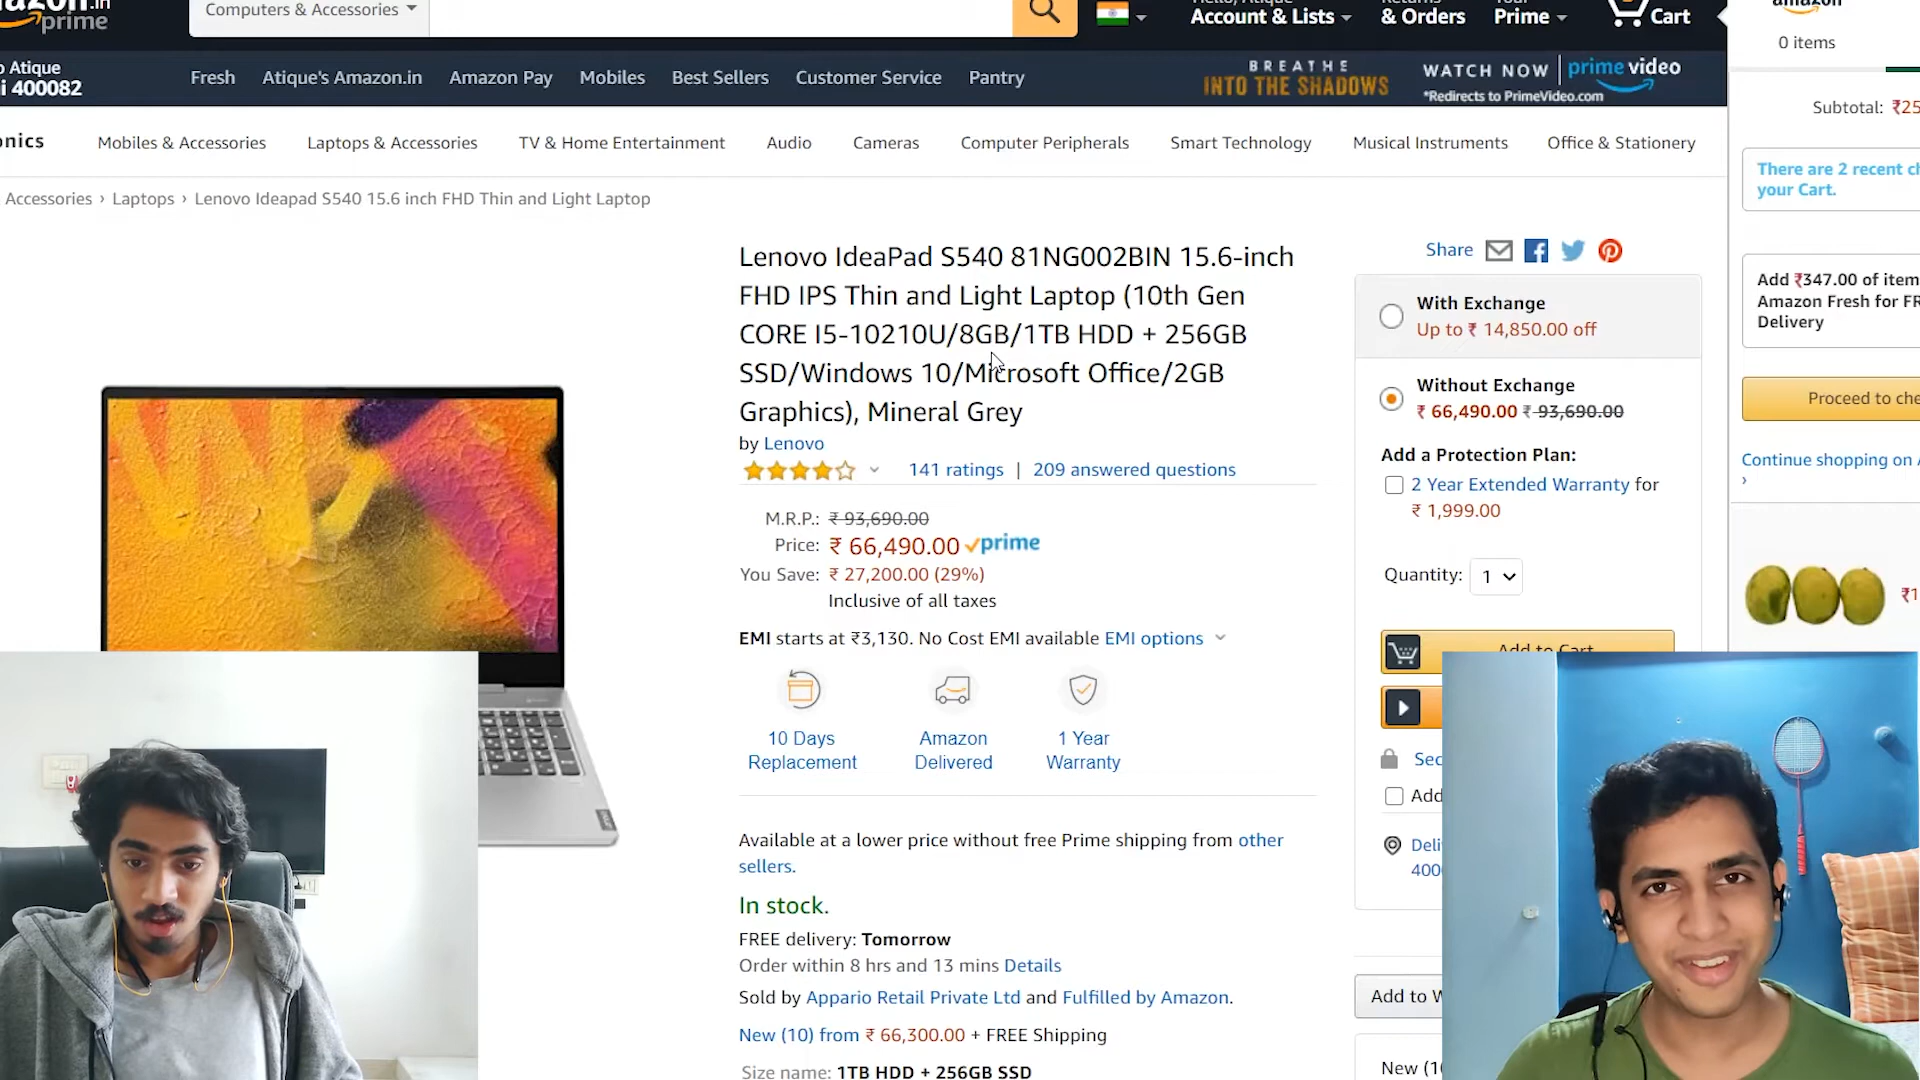 prime
Computers & Accessories
Account & Lists
& Orders
Prime
Cart
0 items
Atique
400082
Fresh
Atique's Amazon.in
Amazon Pay
Mobiles
Best Sellers
Customer Service
Pantry
BREATHE
INTO THE SHADOWS
WATCH NOW
prime video
*Redirects to PrimeVideo.com
Subtotal: ₹25
Mobiles & Accessories
Laptops & Accessories
TV & Home Entertainment
Audio
Cameras
Computer Peripherals
Smart Technology
Musical Instruments
Office & Stationery
There are 2 recent
your Cart.
Accessories › Laptops › Lenovo Ideapad S540 15.6 inch FHD Thin and Light Laptop
Lenovo IdeaPad S540 81NG002BIN 15.6-inch
FHD IPS Thin and Light Laptop (10th Gen
CORE I5-10210U/8GB/1TB HDD + 256GB
SSD/Windows 10/Microsoft Office/2GB
Graphics), Mineral Grey
by Lenovo
141 ratings | 209 answered questions
M.R.P.: ₹ 93,690.00
Price: ₹ 66,490.00 prime
You Save: ₹ 27,200.00 (29%)
Inclusive of all taxes
EMI starts at ₹3,130. No Cost EMI available EMI options
10 Days
Replacement
Amazon
Delivered
1 Year
Warranty
Available at a lower price without free Prime shipping from other
sellers.
In stock.
FREE delivery: Tomorrow
Order within 8 hrs and 13 mins Details
Sold by Appario Retail Private Ltd and Fulfilled by Amazon.
New (10) from ₹ 66,300.00 + FREE Shipping
Size name: 1TB HDD + 256GB SSD
Share
With Exchange
Up to ₹ 14,850.00 off
Without Exchange
₹ 66,490.00 ₹ 93,690.00
Add a Protection Plan:
2 Year Extended Warranty for
₹ 1,999.00
Quantity: 1
Add to Cart
Add
400
Add to
New
Add ₹347.00 of
Amazon Fresh for
Delivery
Proceed to
Continue shopping on
›